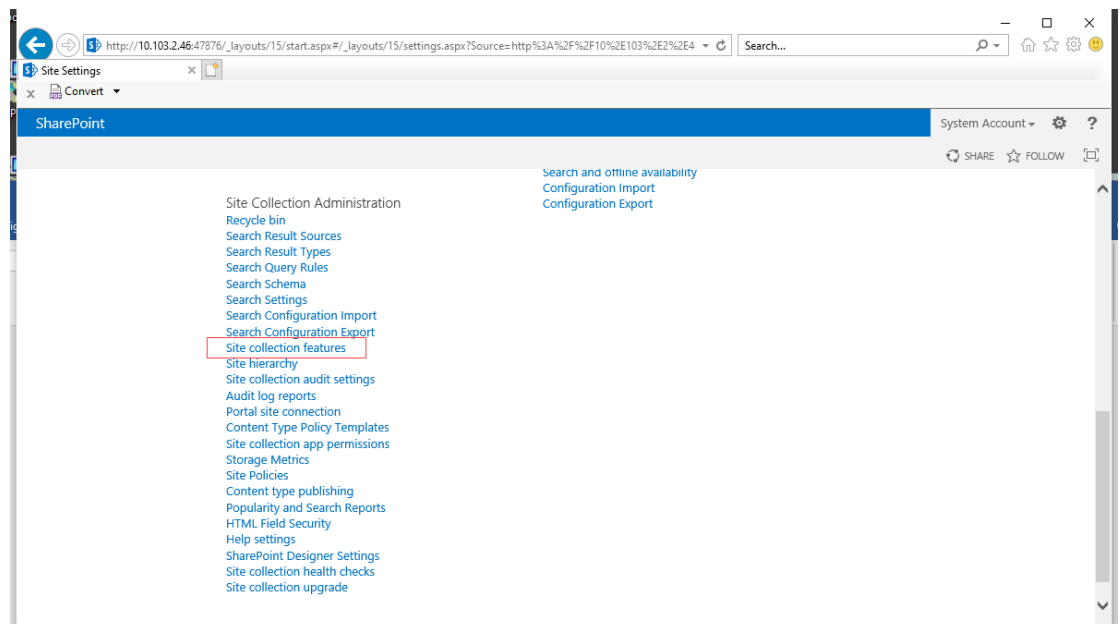 http://10.103.2.46:47876/_layouts/15/start.aspx#/_layouts/15/settings.aspx?Source=http%3A%2F%2F10%2E103%2E2%2E4
Search...
Site Settings
Convert
SharePoint
System Account
?
SHARE
FOLLOW
Search and offline availability
Configuration Import
Configuration Export
Site Collection Administration
Recycle bin
Search Result Sources
Search Result Types
Search Query Rules
Search Schema
Search Settings
Search Configuration Import
Search Configuration Export
Site collection features
Site hierarchy
Site collection audit settings
Audit log reports
Portal site connection
Content Type Policy Templates
Site collection app permissions
Storage Metrics
Site Policies
Content type publishing
Popularity and Search Reports
HTML Field Security
Help settings
SharePoint Designer Settings
Site collection health checks
Site collection upgrade